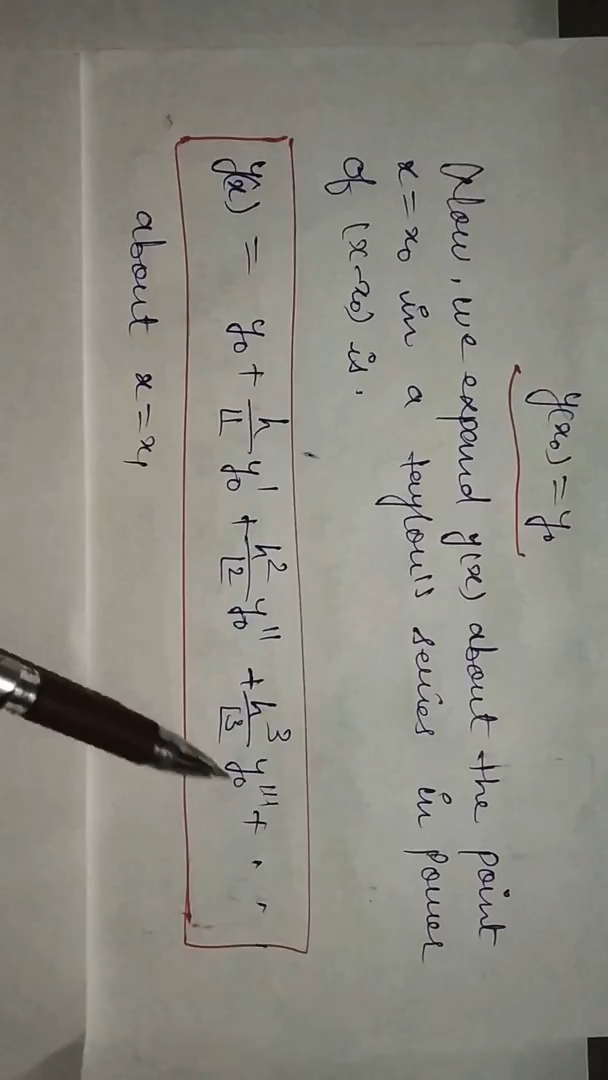 y(x₀) = y₀
Now, we expand y(x) about the point
x = x₀ in a taylor's series in power
of (x-x₀) is.
y(x) = y₀ + h/⌊1 y₀' + h²/⌊2 y₀'' + h³/⌊3 y₀''' + . .
about x = x₁